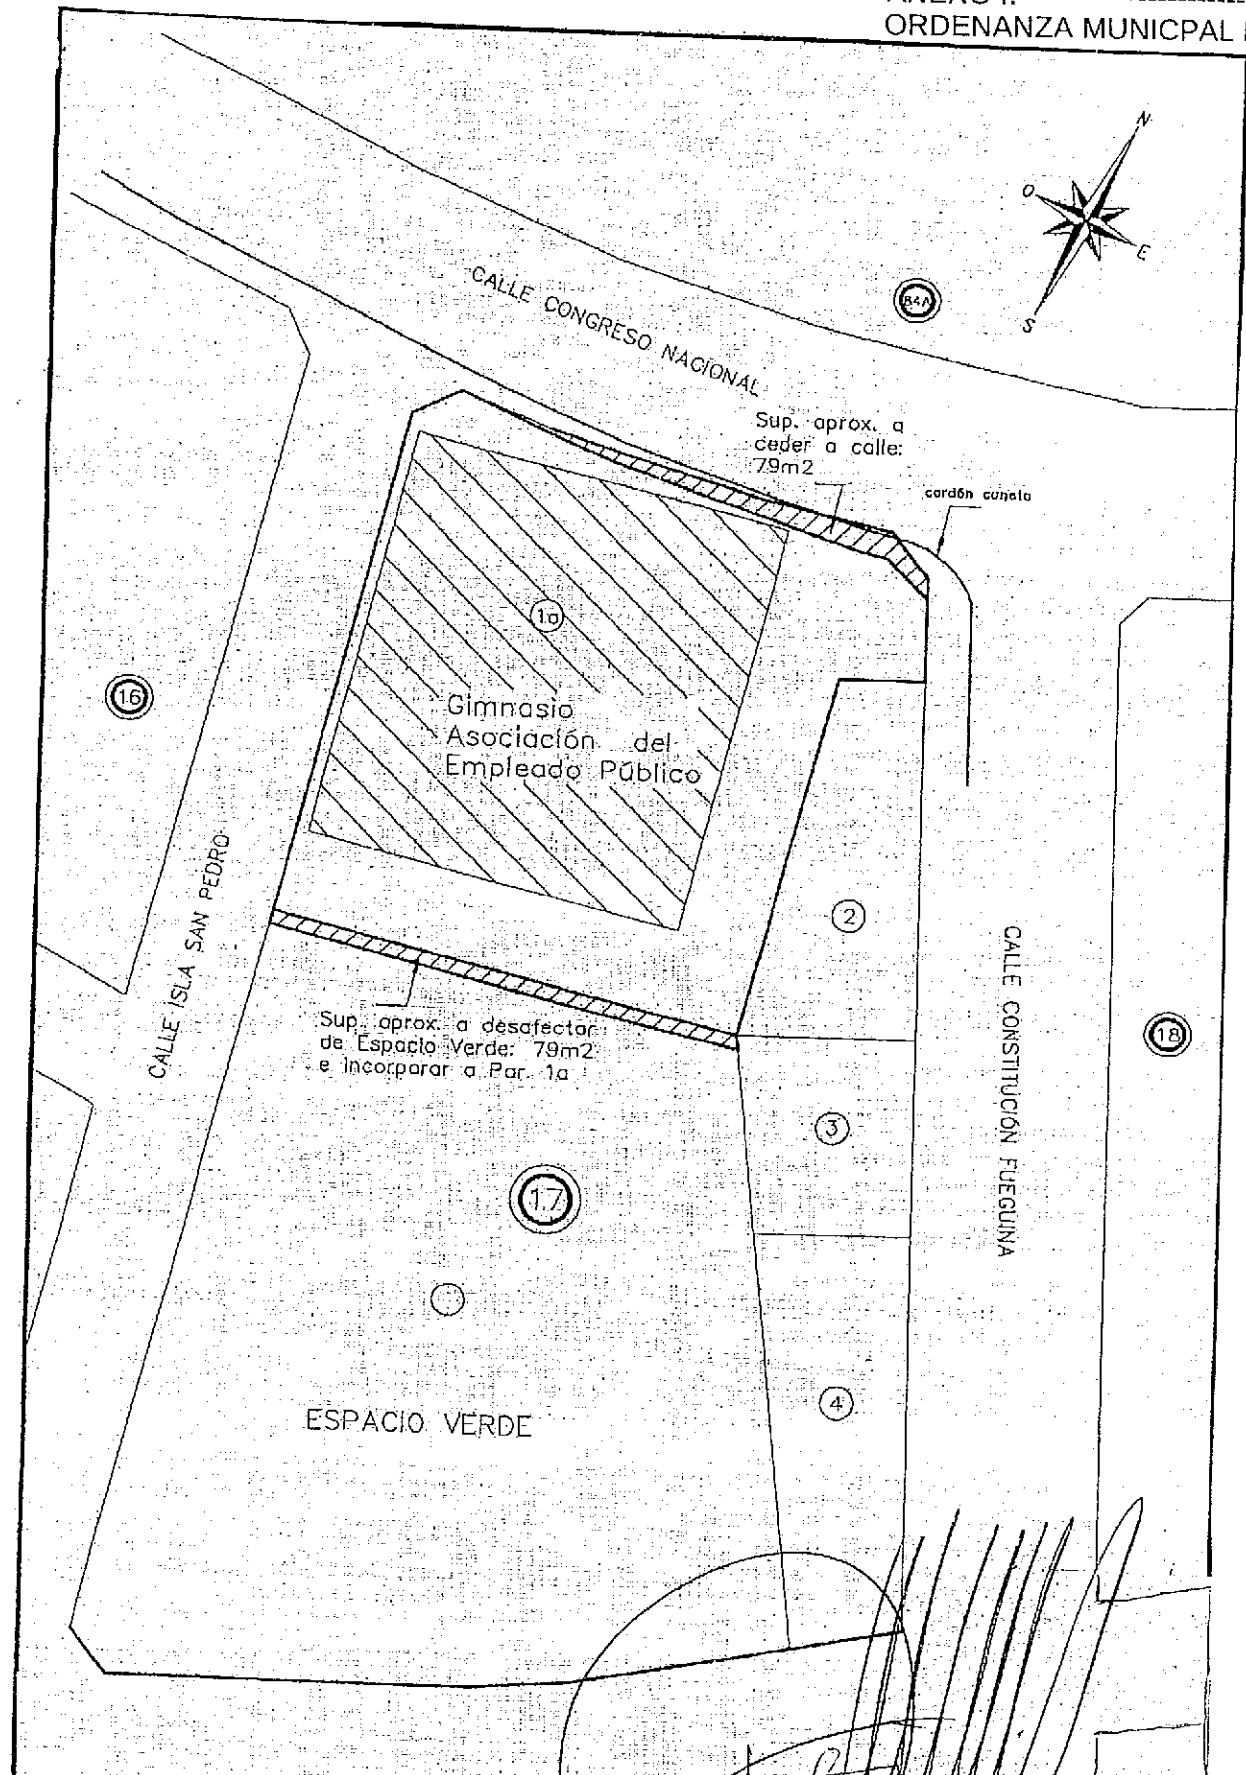 ORDENANZA MUNICPAL
N
O
E
S
84A
CALLE CONGRESO NACIONAL
Sup. aprox. a
ceder a calle:
79m2
cordón cuneta
1a
16
Gimnasio
Asociación del
Empleado Público
2
CALLE ISLA SAN PEDRO
CALLE CONSTITUCIÓN FUEGUINA
18
Sup. aprox. a desafectar
de Espacio Verde: 79m2
e incorporar a Par. 1a
3
17
4
ESPACIO VERDE